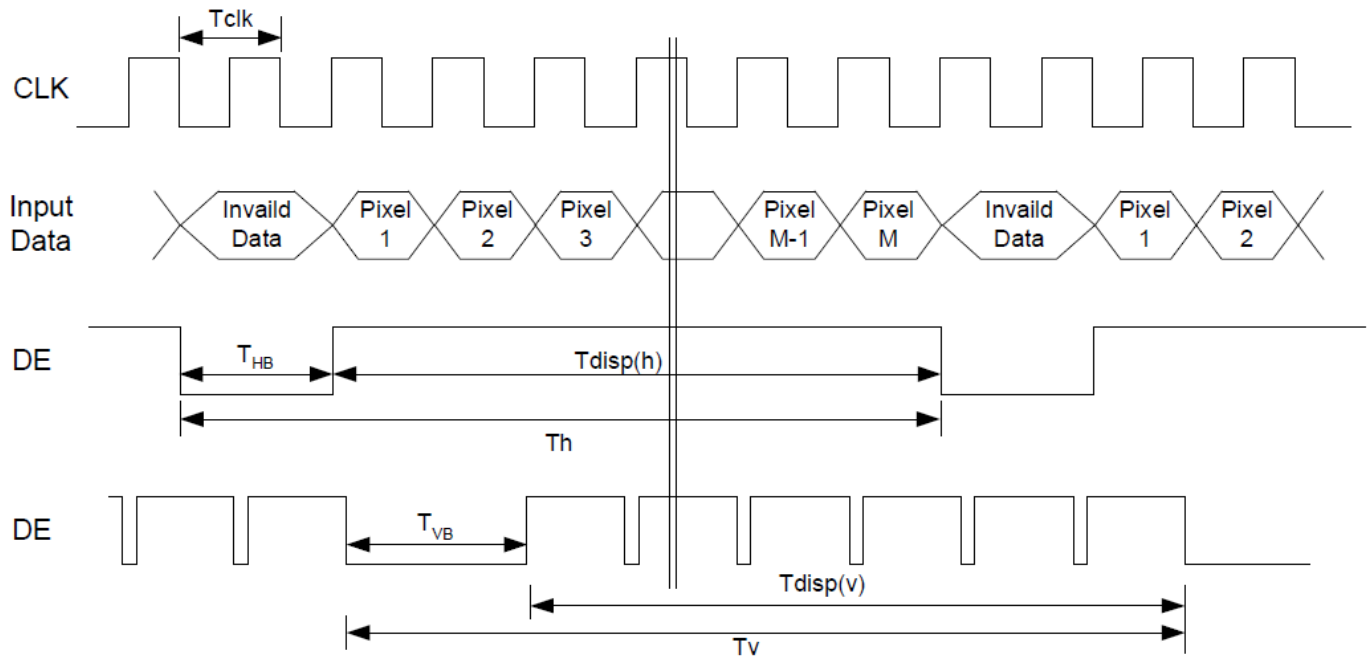 Tclk
CLK
Input
Data
Invaild
Data
Pixel
1
Pixel
2
Pixel
3
Pixel
M-1
Pixel
M
Invaild
Data
Pixel
1
Pixel
2
DE
THB
Tdisp(h)
Th
DE
TVB
Tdisp(v)
Tv